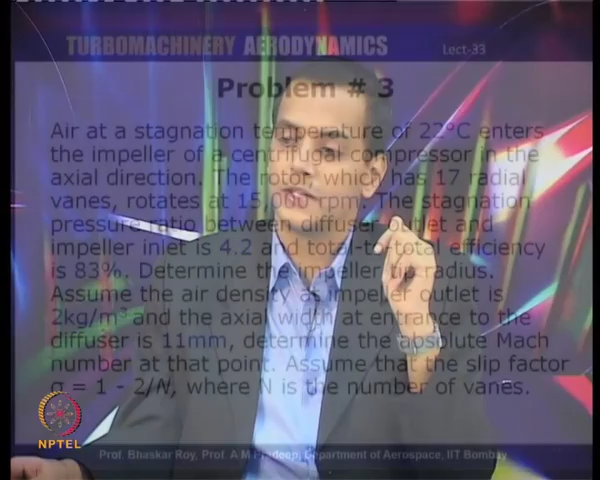 TURBOMACHINERY AERODYNAMICS
Lect-33
Problem # 3
Air at a stagnation temperature of 22°C enters
the impeller of a centrifugal compressor in the
axial direction. The rotor, which has 17 radial
vanes, rotates at 15,000 rpm. The stagnation
pressure ratio between diffuser outlet and
impeller inlet is 4.2 and total-to-total efficiency
is 83%. Determine the impeller tip radius.
Assume the air density at impeller outlet is
2kg/m³ and the axial width at entrance to the
diffuser is 11mm, determine the absolute Mach
number at that point. Assume that the slip factor
= 1 - 2/N, where N is the number of vanes.
NPTEL
Prof. Bhaskar Roy, Prof. A M Pradeep, Department of Aerospace, IIT Bombay